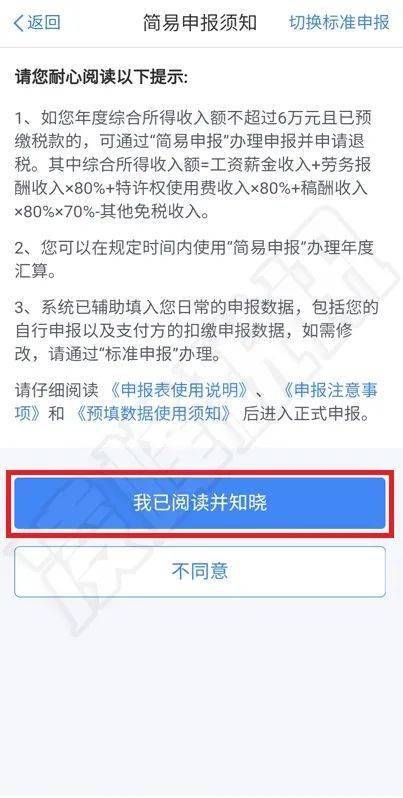 返回
简易申报须知
切换标准申报
请您耐心阅读以下提示:
1、如您年度综合所得收入额不超过6万元且已预
缴税款的，可通过“简易申报”办理申报并申请退
税。其中综合所得收入额=工资薪金收入+劳务报
酬收入×80%+特许权使用费收入×80%+稿酬收入
×80%×70%-其他免税收入。
2、您可以在规定时间内使用“简易申报”办理年度
汇算。
3、系统已辅助填入您日常的申报数据，包括您的
自行申报以及支付方的扣缴申报数据，如需修
改，请通过“标准申报”办理。
请仔细阅读《申报表使用说明》、《申报注意事
项》和《预填数据使用须知》后进入正式申报。
我已阅读并知晓
不同意